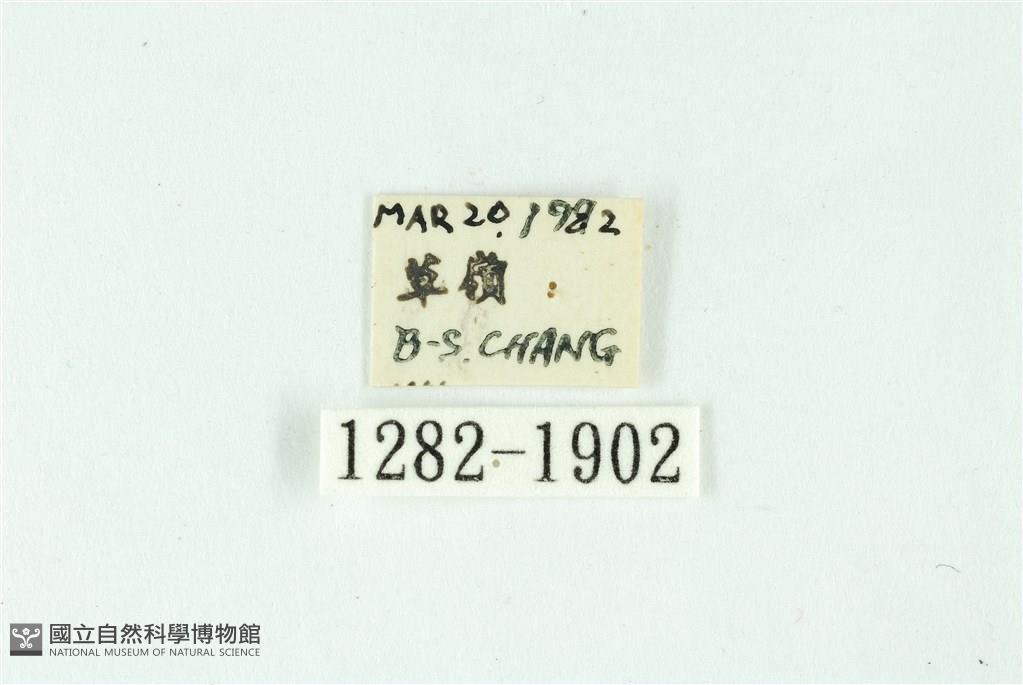 MAR 20. 1982
草嶺
B-S. CHANG
1282-1902
國立自然科學博物館
NATIONAL MUSEUM OF NATURAL SCIENCE